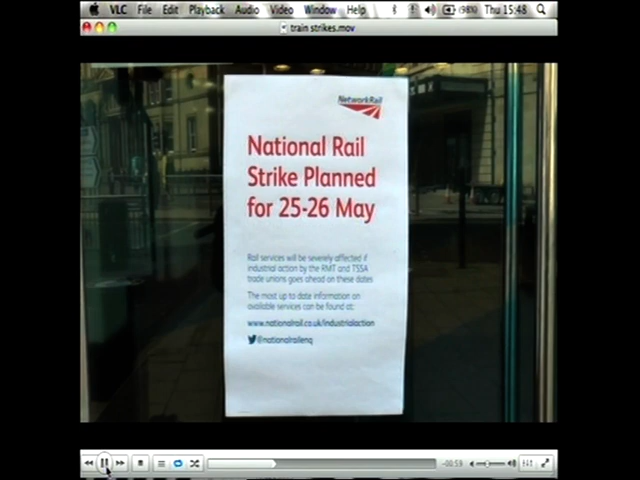 VLC File Edit Playback Audio Video Window Help (98%) Thu 15:48
train strikes.mov
NetworkRail
National Rail
Strike Planned
for 25-26 May
Rail services will be severely affected if
industrial action by the RMT and TSSA
trade unions goes ahead on these dates
The most up to date information on
available services can be found at:
www.nationalrail.co.uk/industrialaction
@nationalrailenq
-00:59